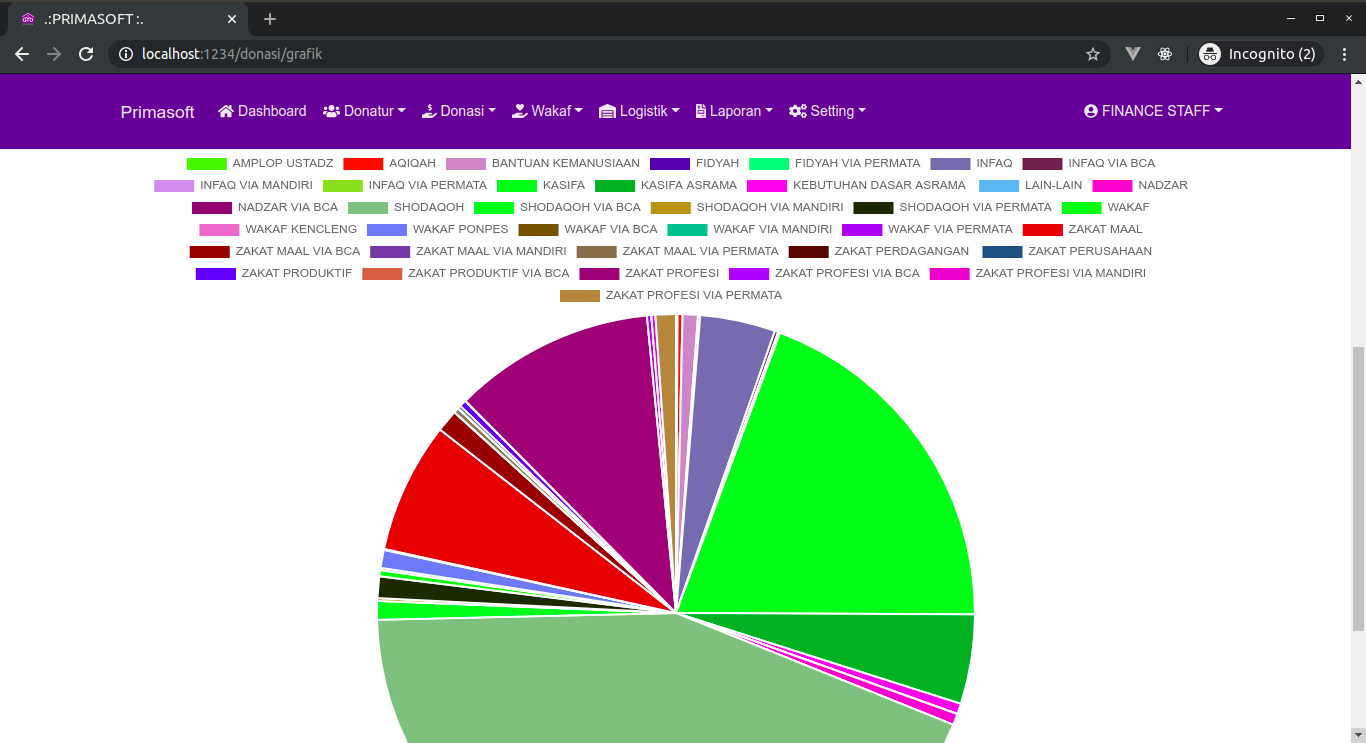 .:PRIMASOFT :.
localhost:1234/donasi/grafik
Incognito (2)
Primasoft Dashboard Donatur Donasi Wakaf Logistik Laporan Setting FINANCE STAFF
AMPLOP USTADZ AQIQAH BANTUAN KEMANUSIAAN FIDYAH FIDYAH VIA PERMATA INFAQ INFAQ VIA BCA
INFAQ VIA MANDIRI INFAQ VIA PERMATA KASIFA KASIFA ASRAMA KEBUTUHAN DASAR ASRAMA LAIN-LAIN NADZAR
NADZAR VIA BCA SHODAQOH SHODAQOH VIA BCA SHODAQOH VIA MANDIRI SHODAQOH VIA PERMATA WAKAF
WAKAF KENCLENG WAKAF PONPES WAKAF VIA BCA WAKAF VIA MANDIRI WAKAF VIA PERMATA ZAKAT MAAL
ZAKAT MAAL VIA BCA ZAKAT MAAL VIA MANDIRI ZAKAT MAAL VIA PERMATA ZAKAT PERDAGANGAN ZAKAT PERUSAHAAN
ZAKAT PRODUKTIF ZAKAT PRODUKTIF VIA BCA ZAKAT PROFESI ZAKAT PROFESI VIA BCA ZAKAT PROFESI VIA MANDIRI
ZAKAT PROFESI VIA PERMATA